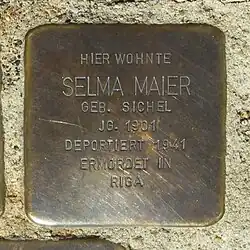 HIER WOHNTE
SELMA MAIER
GEB. SICHEL
JG. 1901
DEPORTIERT 1941
ERMORDET IN
RIGA